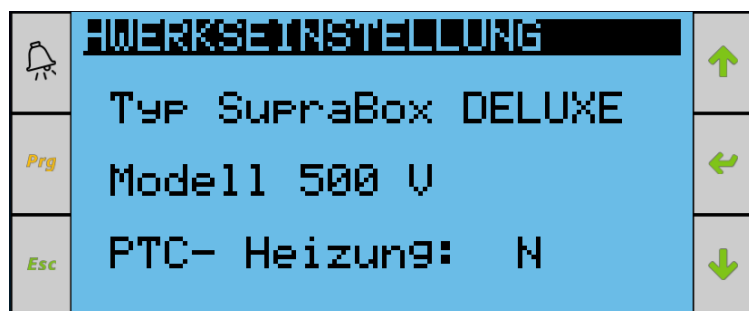 HWERKSEINSTELLUNG
Typ SupraBox DELUXE
Prg
Modell 500 V
Esc
PTC- Heizung: N